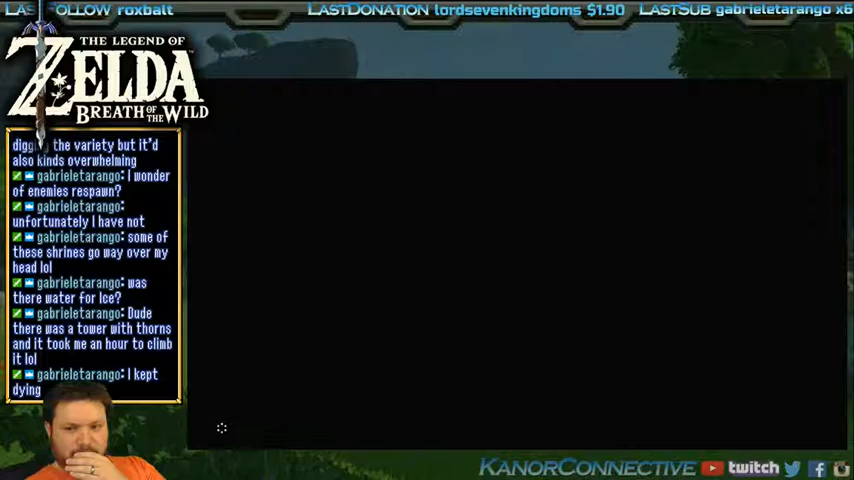 LAS FOLLOW roxbalt
LASTDONATION lordsevenkingdoms $1.90
LASTSUB gabrieletarango x6
THE LEGEND OF
ZELDA
BREATH OF THE WILD
the variety but it'd
also kinds overwhelming
gabrieletarango: I wonder
of enemies respawn?
gabrieletarango:
unfortunately I have not
gabrieletarango: some of
these shrines go way over my
head lol
gabrieletarango: was
there water for Ice?
gabrieletarango: Dude
there was a tower with thorns
and it took me an hour to climb
it lol
gabrieletarango: I kept
dying
KANORCONNECTIVE
twitch